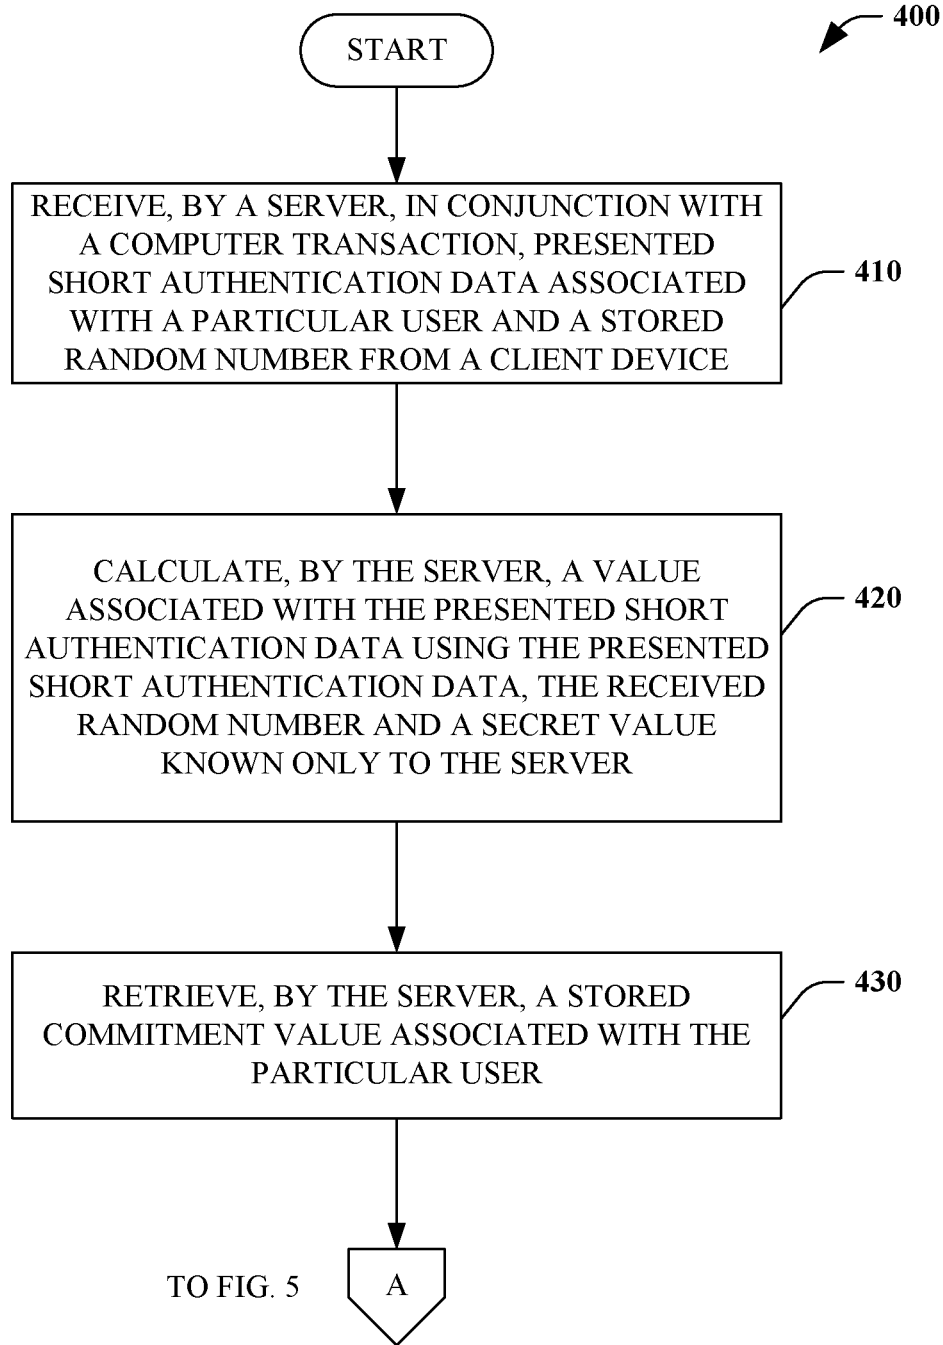 400
START
RECEIVE, BY A SERVER, IN CONJUNCTION WITH
A COMPUTER TRANSACTION, PRESENTED
SHORT AUTHENTICATION DATA ASSOCIATED
WITH A PARTICULAR USER AND A STORED
RANDOM NUMBER FROM A CLIENT DEVICE
410
CALCULATE, BY THE SERVER, A VALUE
ASSOCIATED WITH THE PRESENTED SHORT
AUTHENTICATION DATA USING THE PRESENTED
SHORT AUTHENTICATION DATA, THE RECEIVED
RANDOM NUMBER AND A SECRET VALUE
KNOWN ONLY TO THE SERVER
420
RETRIEVE, BY THE SERVER, A STORED
COMMITMENT VALUE ASSOCIATED WITH THE
PARTICULAR USER
430
TO FIG. 5
A